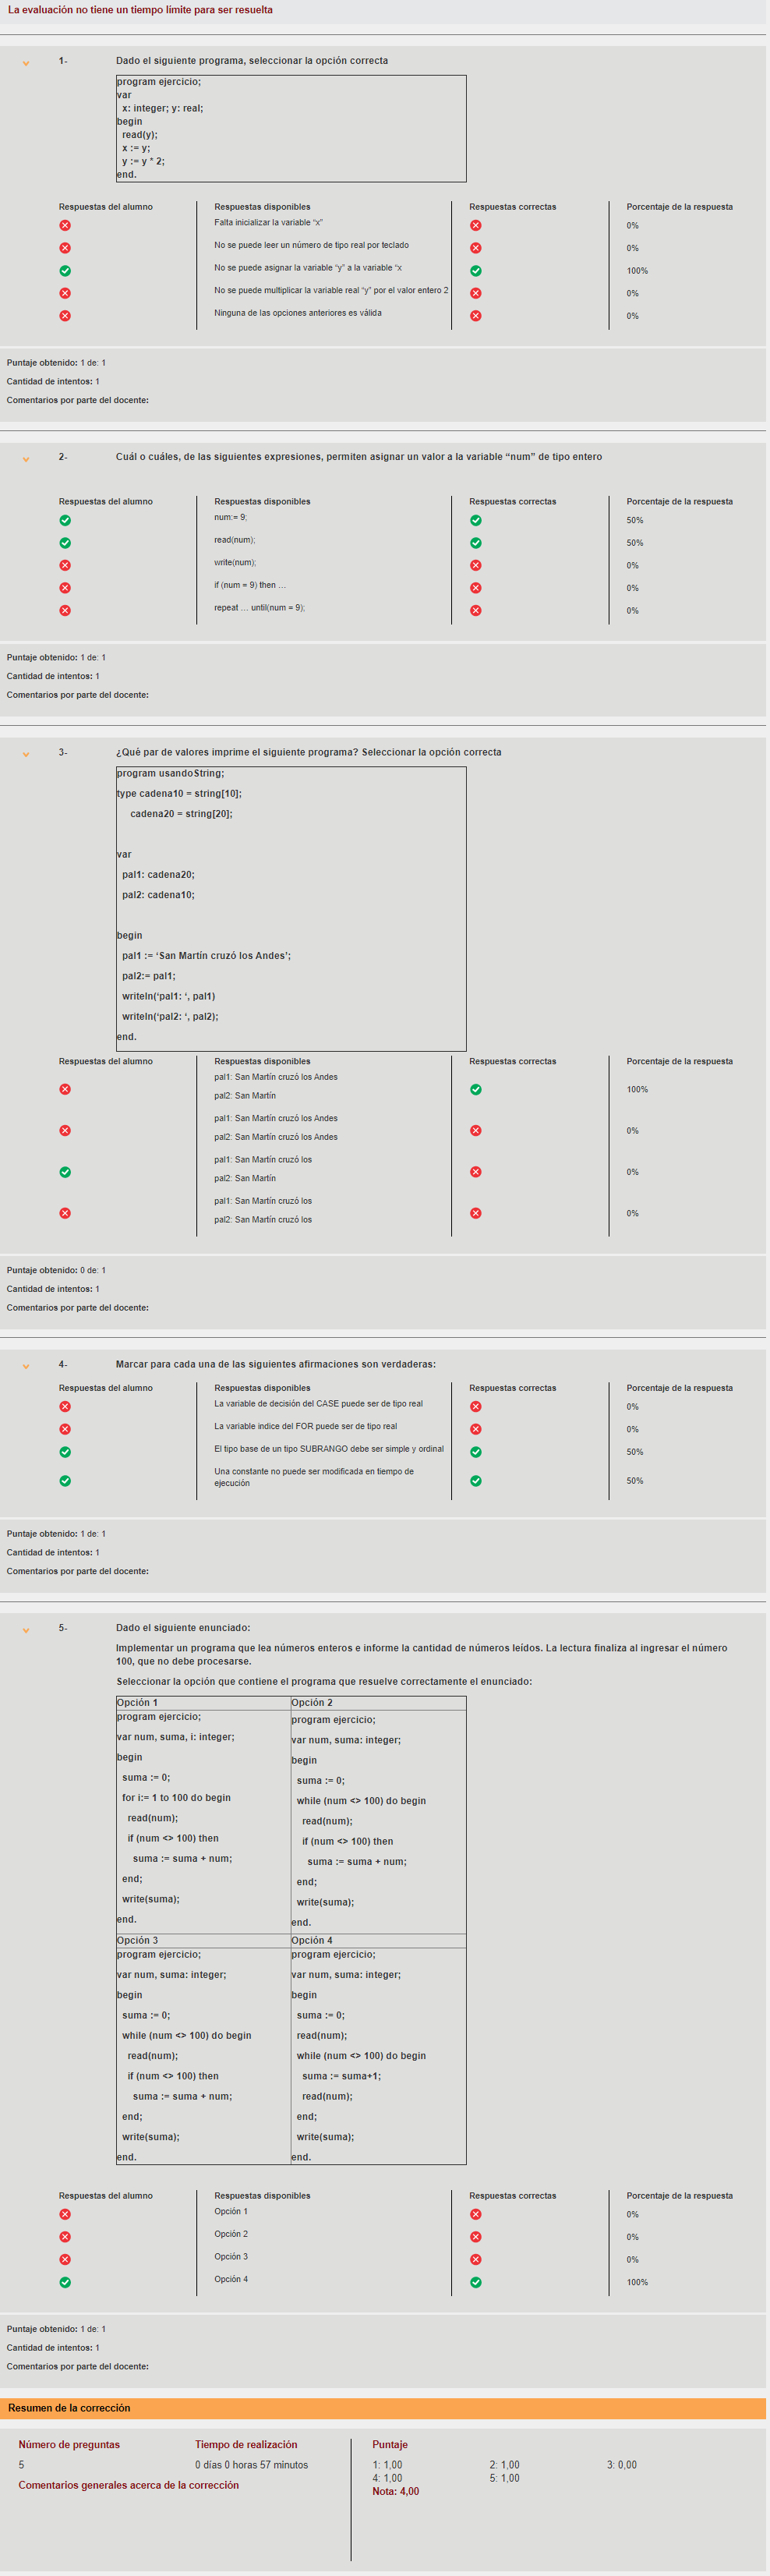 La evaluación no tiene un tiempo límite para ser resuelta
1-
Dado el siguiente programa, seleccionar la opción correcta
program ejercicio;
var
x: integer; y: real;
begin
read(y);
x := y;
y := y * 2;
end.
Respuestas del alumno Respuestas disponibles Respuestas correctas Porcentaje de la respuesta
Falta inicializar la variable "x" 0%
No se puede leer un número de tipo real por teclado 0%
No se puede asignar la variable "y" a la variable "x 100%
No se puede multiplicar la variable real "y" por el valor entero 2 0%
Ninguna de las opciones anteriores es válida 0%
Puntaje obtenido: 1 de: 1
Cantidad de intentos: 1
Comentarios por parte del docente:
2-
Cuál o cuáles, de las siguientes expresiones, permiten asignar un valor a la variable “num” de tipo entero
Respuestas del alumno Respuestas disponibles Respuestas correctas Porcentaje de la respuesta
num:= 9; 50%
read(num); 50%
write(num); 0%
if (num = 9) then … 0%
repeat … until(num = 9); 0%
Puntaje obtenido: 1 de: 1
Cantidad de intentos: 1
Comentarios por parte del docente:
3-
¿Qué par de valores imprime el siguiente programa? Seleccionar la opción correcta
program usandoString;
type cadena10 = string[10];
cadena20 = string[20];
var
pal1: cadena20;
pal2: cadena10;
begin
pal1 := ‘San Martín cruzó los Andes’;
pal2:= pal1;
writeln(‘pal1: ‘, pal1)
writeln(‘pal2: ‘, pal2);
end.
Respuestas del alumno Respuestas disponibles Respuestas correctas Porcentaje de la respuesta
pal1: San Martín cruzó los Andes
pal2: San Martín 100%
pal1: San Martín cruzó los Andes
pal2: San Martín cruzó los Andes 0%
pal1: San Martín cruzó los
pal2: San Martín 0%
pal1: San Martín cruzó los
pal2: San Martín cruzó los 0%
Puntaje obtenido: 0 de: 1
Cantidad de intentos: 1
Comentarios por parte del docente:
4-
Marcar para cada una de las siguientes afirmaciones son verdaderas:
Respuestas del alumno Respuestas disponibles Respuestas correctas Porcentaje de la respuesta
La variable de decisión del CASE puede ser de tipo real 0%
La variable indice del FOR puede ser de tipo real 0%
El tipo base de un tipo SUBRANGO debe ser simple y ordinal 50%
Una constante no puede ser modificada en tiempo de
ejecución 50%
Puntaje obtenido: 1 de: 1
Cantidad de intentos: 1
Comentarios por parte del docente:
5-
Dado el siguiente enunciado:
Implementar un programa que lea números enteros e informe la cantidad de números leídos. La lectura finaliza al ingresar el número
100, que no debe procesarse.
Seleccionar la opción que contiene el programa que resuelve correctamente el enunciado:
Opción 1
program ejercicio;
var num, suma, i: integer;
begin
suma := 0;
for i:= 1 to 100 do begin
read(num);
if (num <> 100) then
suma := suma + num;
end;
write(suma);
end.
Opción 2
program ejercicio;
var num, suma: integer;
begin
suma := 0;
while (num <> 100) do begin
read(num);
if (num <> 100) then
suma := suma + num;
end;
write(suma);
end.
Opción 3
program ejercicio;
var num, suma: integer;
begin
suma := 0;
while (num <> 100) do begin
read(num);
if (num <> 100) then
suma := suma + num;
end;
write(suma);
end.
Opción 4
program ejercicio;
var num, suma: integer;
begin
suma := 0;
read(num);
while (num <> 100) do begin
suma := suma+1;
read(num);
end;
write(suma);
end.
Respuestas del alumno Respuestas disponibles Respuestas correctas Porcentaje de la respuesta
Opción 1 0%
Opción 2 0%
Opción 3 0%
Opción 4 100%
Puntaje obtenido: 1 de: 1
Cantidad de intentos: 1
Comentarios por parte del docente:
Resumen de la corrección
Número de preguntas Tiempo de realización
5 0 días 0 horas 57 minutos
Comentarios generales acerca de la corrección
Puntaje
1: 1,00 2: 1,00 3: 0,00
4: 1,00 5: 1,00
Nota: 4,00